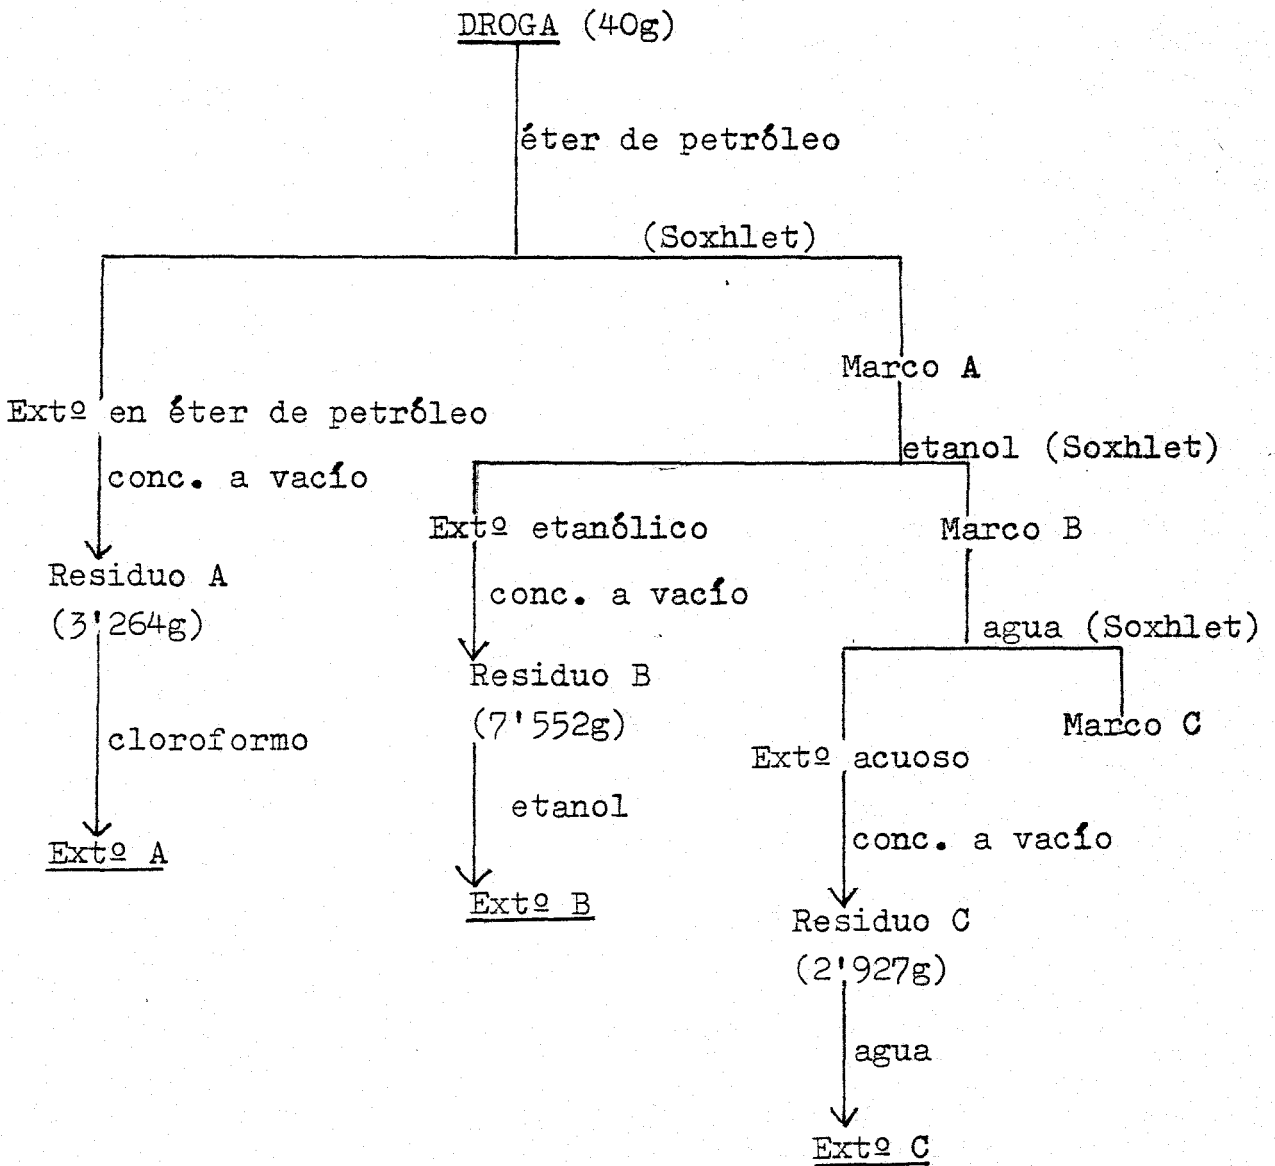 DROGA (40g)
éter de petróleo
(Soxhlet)
Marco A
Extº en éter de petróleo
etanol (Soxhlet)
conc. a vacío
Extº etanólico
Marco B
Residuo A
(3'264g)
conc. a vacío
agua (Soxhlet)
Residuo B
(7'552g)
Marco C
cloroformo
Extº acuoso
etanol
conc. a vacío
Extº A
Extº B
Residuo C
(2'927g)
agua
Extº C